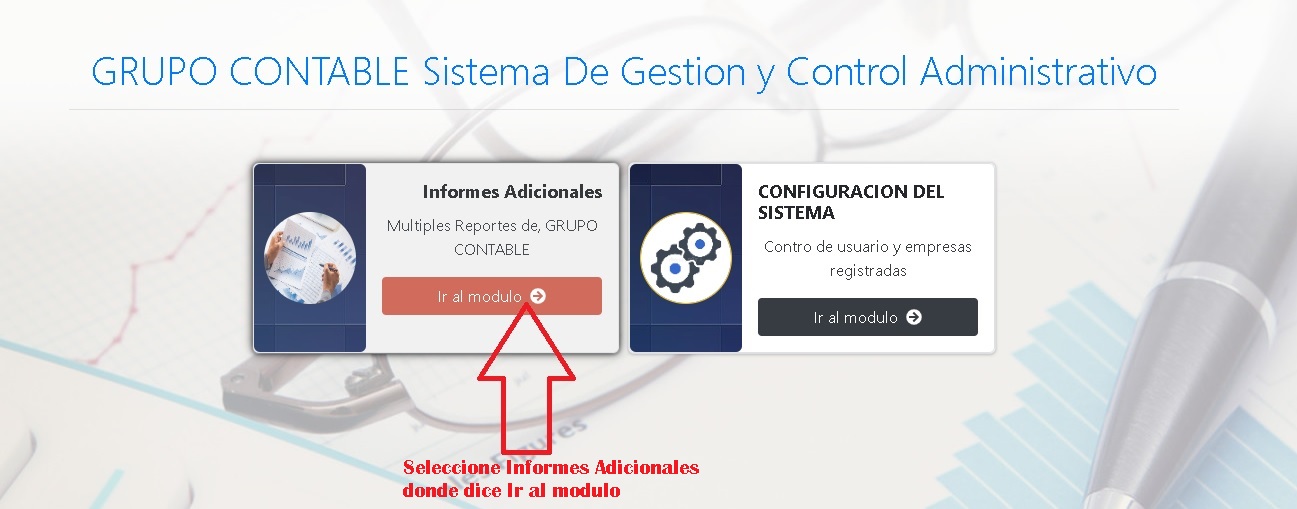 GRUPO CONTABLE Sistema De Gestion y Control Administrativo
Informes Adicionales
Multiples Reportes de, GRUPO
CONTABLE
Ir al modulo
CONFIGURACION DEL
SISTEMA
Contro de usuario y empresas
registradas
Ir al modulo
Seleccione Informes Adicionales
donde dice Ir al modulo